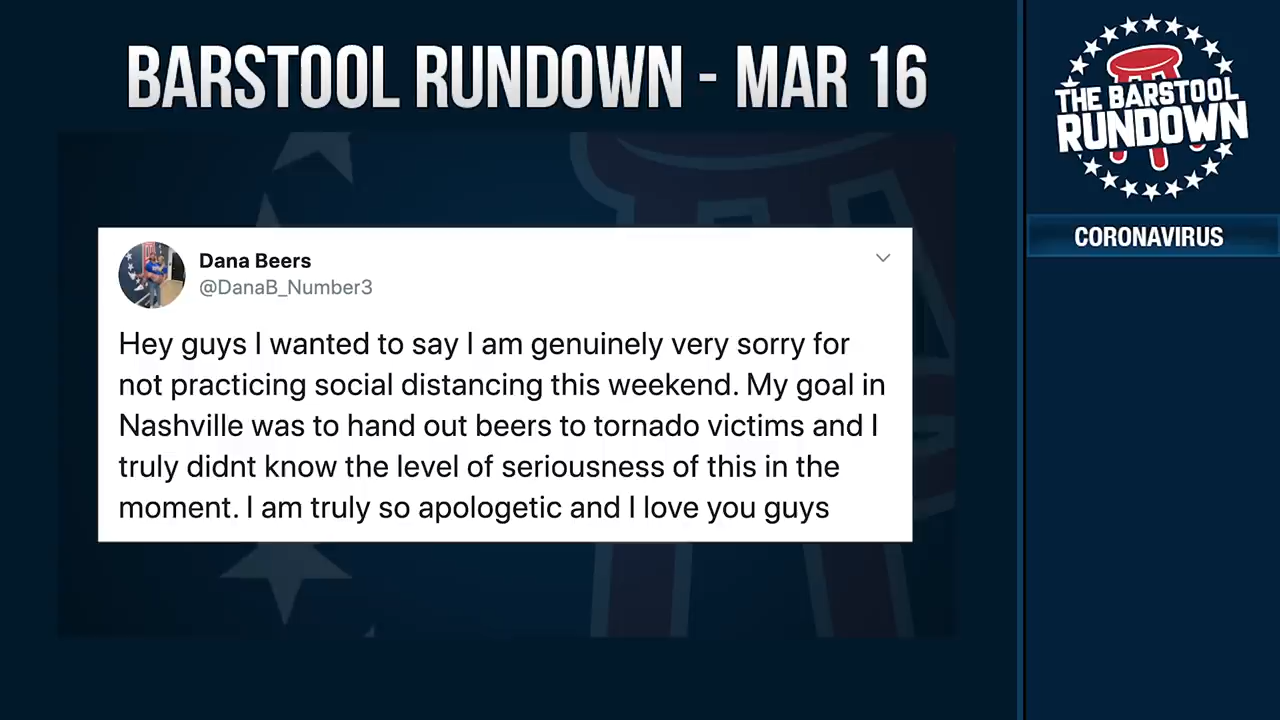 BARSTOOL RUNDOWN - MAR 16
THE BARSTOOL
RUNDOWN
CORONAVIRUS
Dana Beers
@DanaB_Number3
Hey guys I wanted to say I am genuinely very sorry for
not practicing social distancing this weekend. My goal in
Nashville was to hand out beers to tornado victims and I
truly didnt know the level of seriousness of this in the
moment. I am truly so apologetic and I love you guys